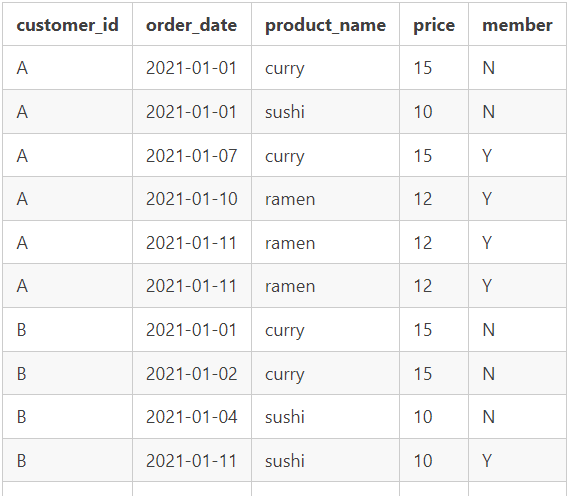 customer_id order_date product_name price member
A 2021-01-01 curry 15 N
A 2021-01-01 sushi 10 N
A 2021-01-07 curry 15 Y
A 2021-01-10 ramen 12 Y
A 2021-01-11 ramen 12 Y
A 2021-01-11 ramen 12 Y
B 2021-01-01 curry 15 N
B 2021-01-02 curry 15 N
B 2021-01-04 sushi 10 N
B 2021-01-11 sushi 10 Y